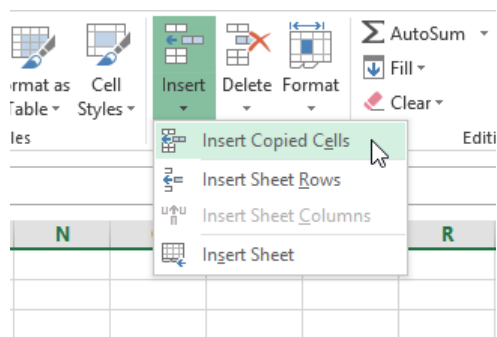 rmat as Cell Insert Delete Format
Table Styles
les
AutoSum
Fill
Clear
Editi
Insert Copied Cells
Insert Sheet Rows
Insert Sheet Columns
Insert Sheet
N R